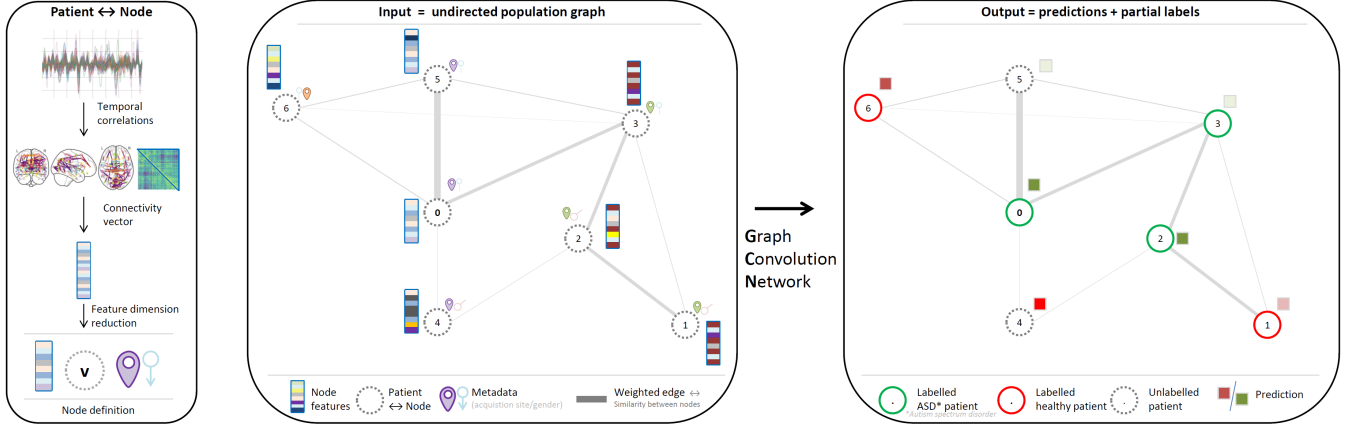 Patient ↔ Node
Temporal
correlations
Connectivity
vector
Feature dimension
reduction
v
Node definition
Input = undirected population graph
5
6
3
0
2
4
1
Node
features
Patient
↔ Node
Metadata
(acquistion site/gender)
Weighted edge ↔
Similarity between nodes
Graph
Convolution
Network
Output = predictions + partial labels
5
6
3
0
2
4
1
Labelled
ASD* patient
*Autism spectrum disorder
Labelled
healthy patient
Unlabelled
patient
Prediction